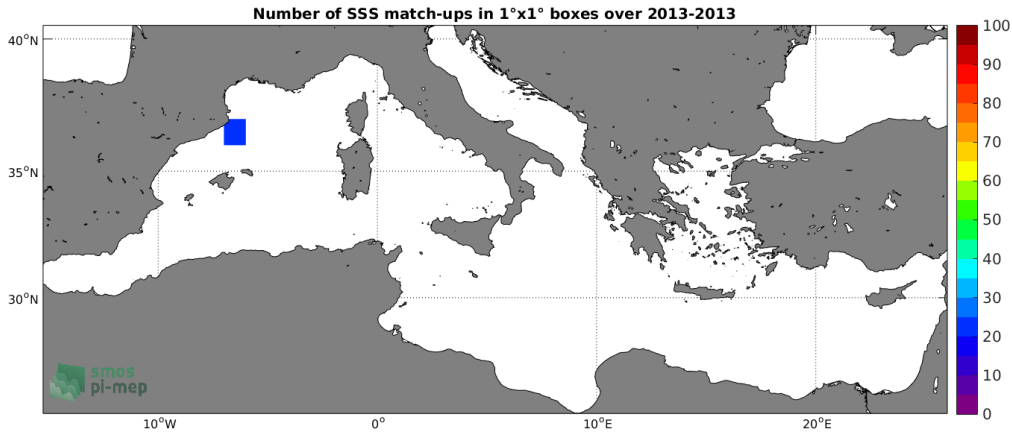 Number of SSS match-ups in 1°x1° boxes over 2013-2013
40°N
35°N
30°N
10°W
0°
10°E
20°E
100
90
80
70
60
50
40
30
20
10
0
smos
pi-mep